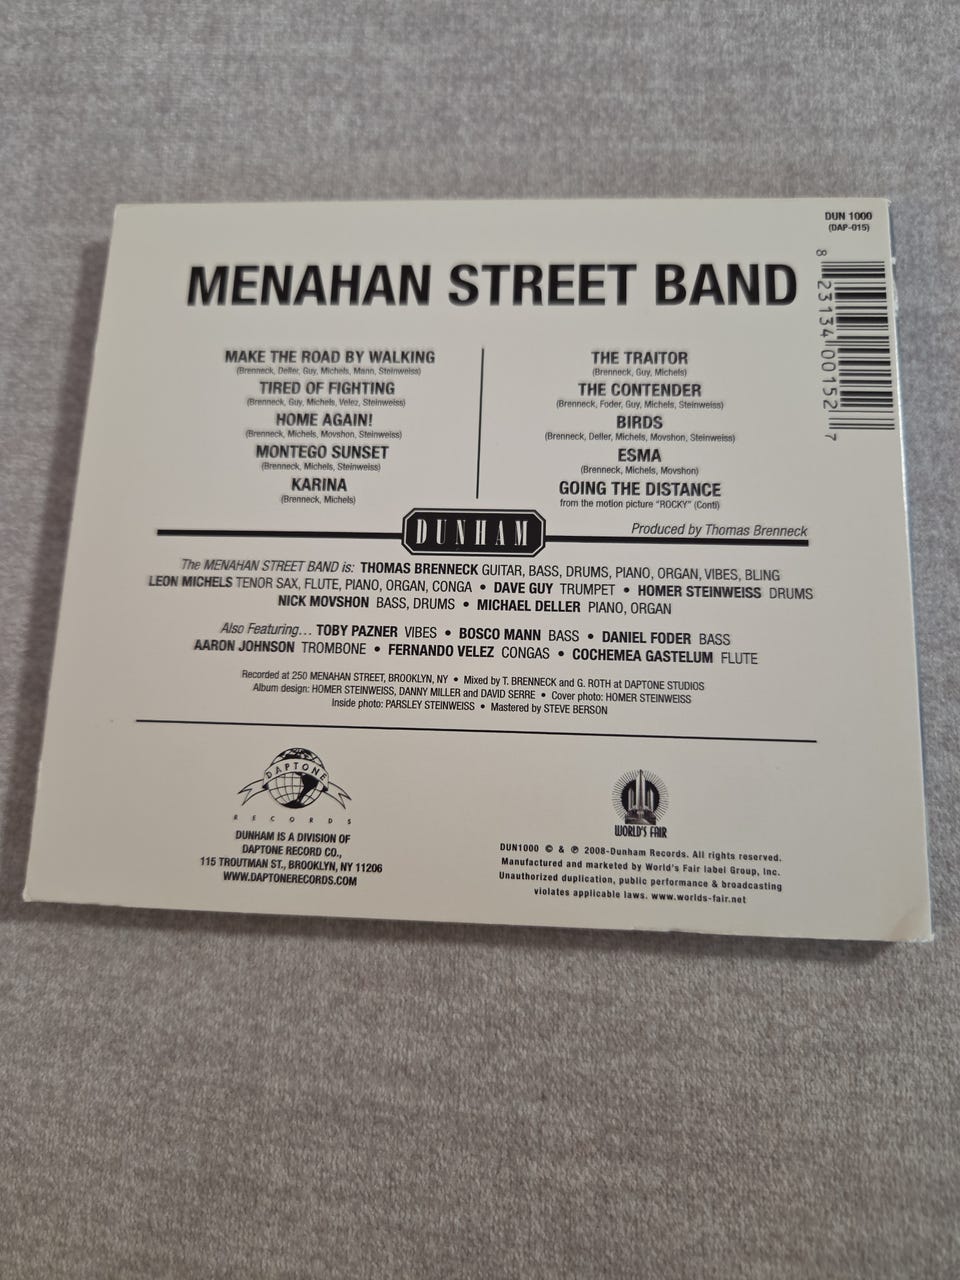 DUN 1000
(DAP-015)
8 23134 00152 7
MENAHAN STREET BAND
MAKE THE ROAD BY WALKING
(Brenneck, Deller, Guy, Michels, Mann, Steinweiss)
TIRED OF FIGHTING
(Brenneck, Guy, Michels, Velez, Steinweiss)
HOME AGAIN!
(Brenneck, Michels, Movshon, Steinweiss)
MONTEGO SUNSET
(Brenneck, Michels, Steinweiss)
KARINA
(Brenneck, Michels)
THE TRAITOR
(Brenneck, Guy, Michels)
THE CONTENDER
(Brenneck, Foder, Guy, Michels, Steinweiss)
BIRDS
(Brenneck, Deller, Michels, Movshon, Steinweiss)
ESMA
(Brenneck, Michels, Movshon)
GOING THE DISTANCE
from the motion picture "ROCKY" (Conti)
DUNHAM
Produced by Thomas Brenneck
The MENAHAN STREET BAND is: THOMAS BRENNECK GUITAR, BASS, DRUMS, PIANO, ORGAN, VIBES, BLING
LEON MICHELS TENOR SAX, FLUTE, PIANO, ORGAN, CONGA • DAVE GUY TRUMPET • HOMER STEINWEISS DRUMS
NICK MOVSHON BASS, DRUMS • MICHAEL DELLER PIANO, ORGAN
Also Featuring... TOBY PAZNER VIBES • BOSCO MANN BASS • DANIEL FODER BASS
AARON JOHNSON TROMBONE • FERNANDO VELEZ CONGAS • COCHEMEA GASTELUM FLUTE
Recorded at 250 MENAHAN STREET, BROOKLYN, NY • Mixed by T. BRENNECK and G. ROTH at DAPTONE STUDIOS
Album design: HOMER STEINWEISS, DANNY MILLER and DAVID SERRE • Cover photo: HOMER STEINWEISS
Inside photo: PARSLEY STEINWEISS • Mastered by STEVE BERSON
DAPTONE
RECORDS
DUNHAM IS A DIVISION OF
DAPTONE RECORD CO.,
115 TROUTMAN ST., BROOKLYN, NY 11206
WWW.DAPTONERECORDS.COM
WORLD'S FAIR
DUN1000 © & ℗ 2008-Dunham Records. All rights reserved.
Manufactured and marketed by World's Fair label Group, Inc.
Unauthorized duplication, public performance & broadcasting
violates applicable laws. www.worlds-fair.net